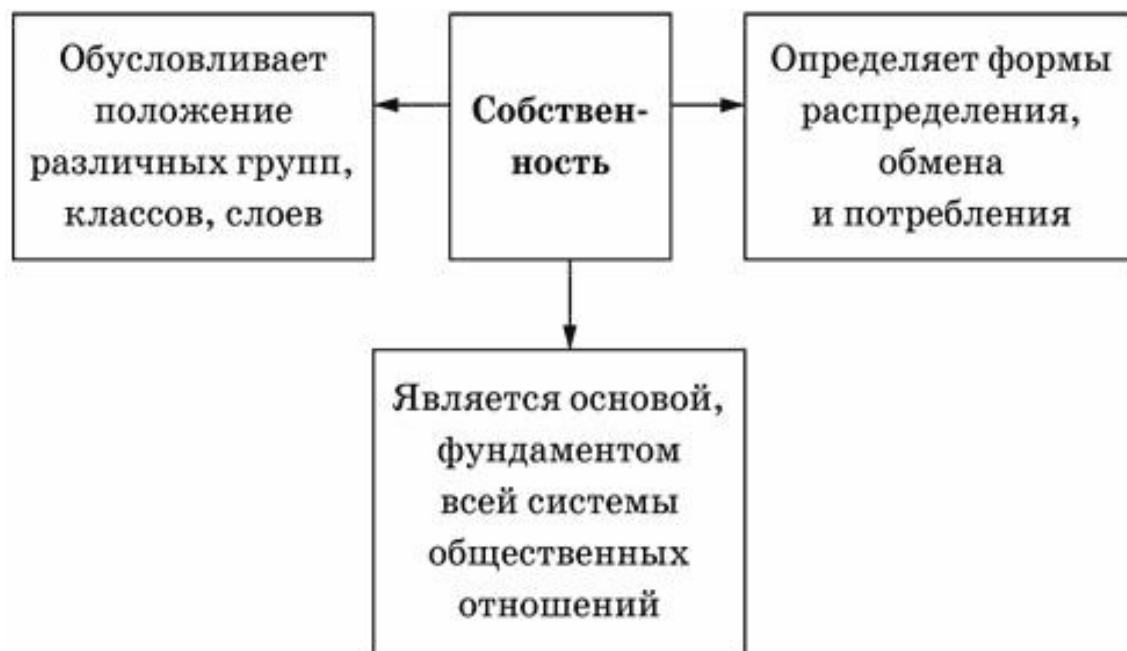 Обусловливает
положение
различных групп,
классов, слоев
Собствен-
ность
Определяет формы
распределения,
обмена
и потребления
Является основой,
фундаментом
всей системы
общественных
отношений